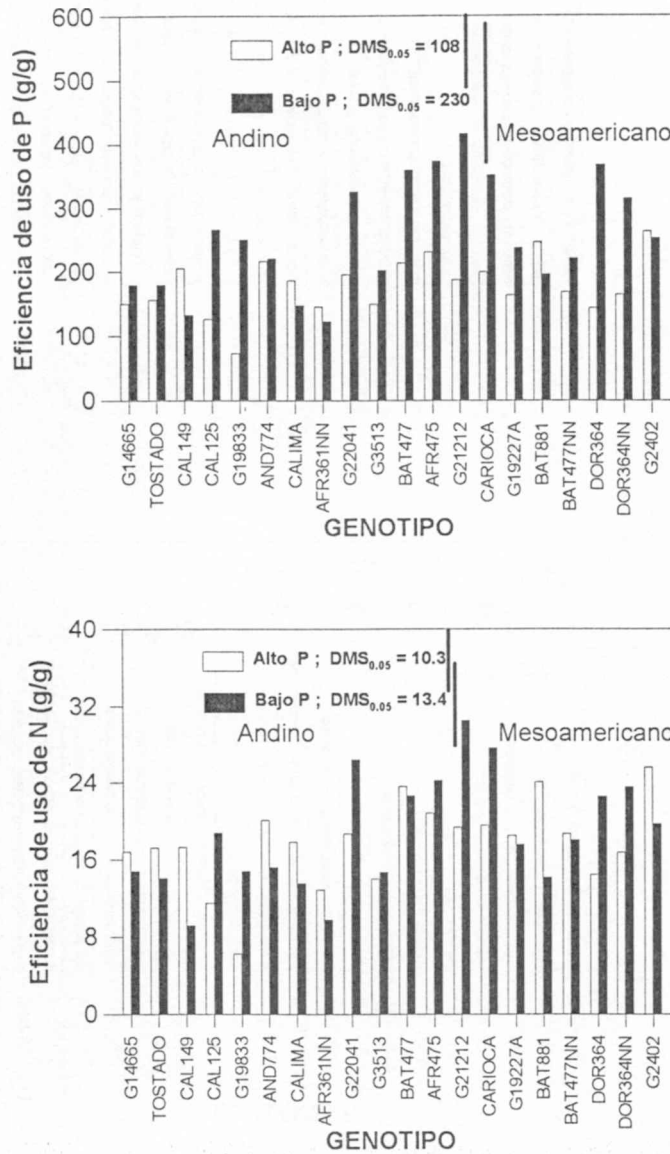 Eficiencia de uso de P (g/g)
600
500
400
300
200
100
0
Alto P ; DMS0.05 = 108
Bajo P ; DMS0.05 = 230
Andino
Mesoamericano
G14665
TOSTADO
CAL149
CAL125
G19833
AND774
CALIMA
AFR361NN
G22041
G3513
BAT477
AFR475
G21212
CARIOCA
G19227A
BAT881
BAT477NN
DOR364
DOR364NN
G2402
GENOTIPO
Eficiencia de uso de N (g/g)
40
32
24
16
8
0
Alto P ; DMS0.05 = 10.3
Bajo P ; DMS0.05 = 13.4
Andino
Mesoamericano
G14665
TOSTADO
CAL149
CAL125
G19833
AND774
CALIMA
AFR361NN
G22041
G3513
BAT477
AFR475
G21212
CARIOCA
G19227A
BAT881
BAT477NN
DOR364
DOR364NN
G2402
GENOTIPO